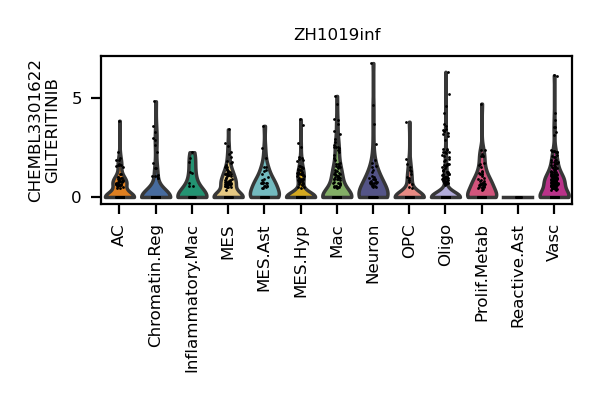 ZH1019inf
CHEMBL3301622
GILTERITINIB
5
0
AC
Chromatin.Reg
Inflammatory.Mac
MES
MES.Ast
MES.Hyp
Mac
Neuron
OPC
Oligo
Prolif.Metab
Reactive.Ast
Vasc